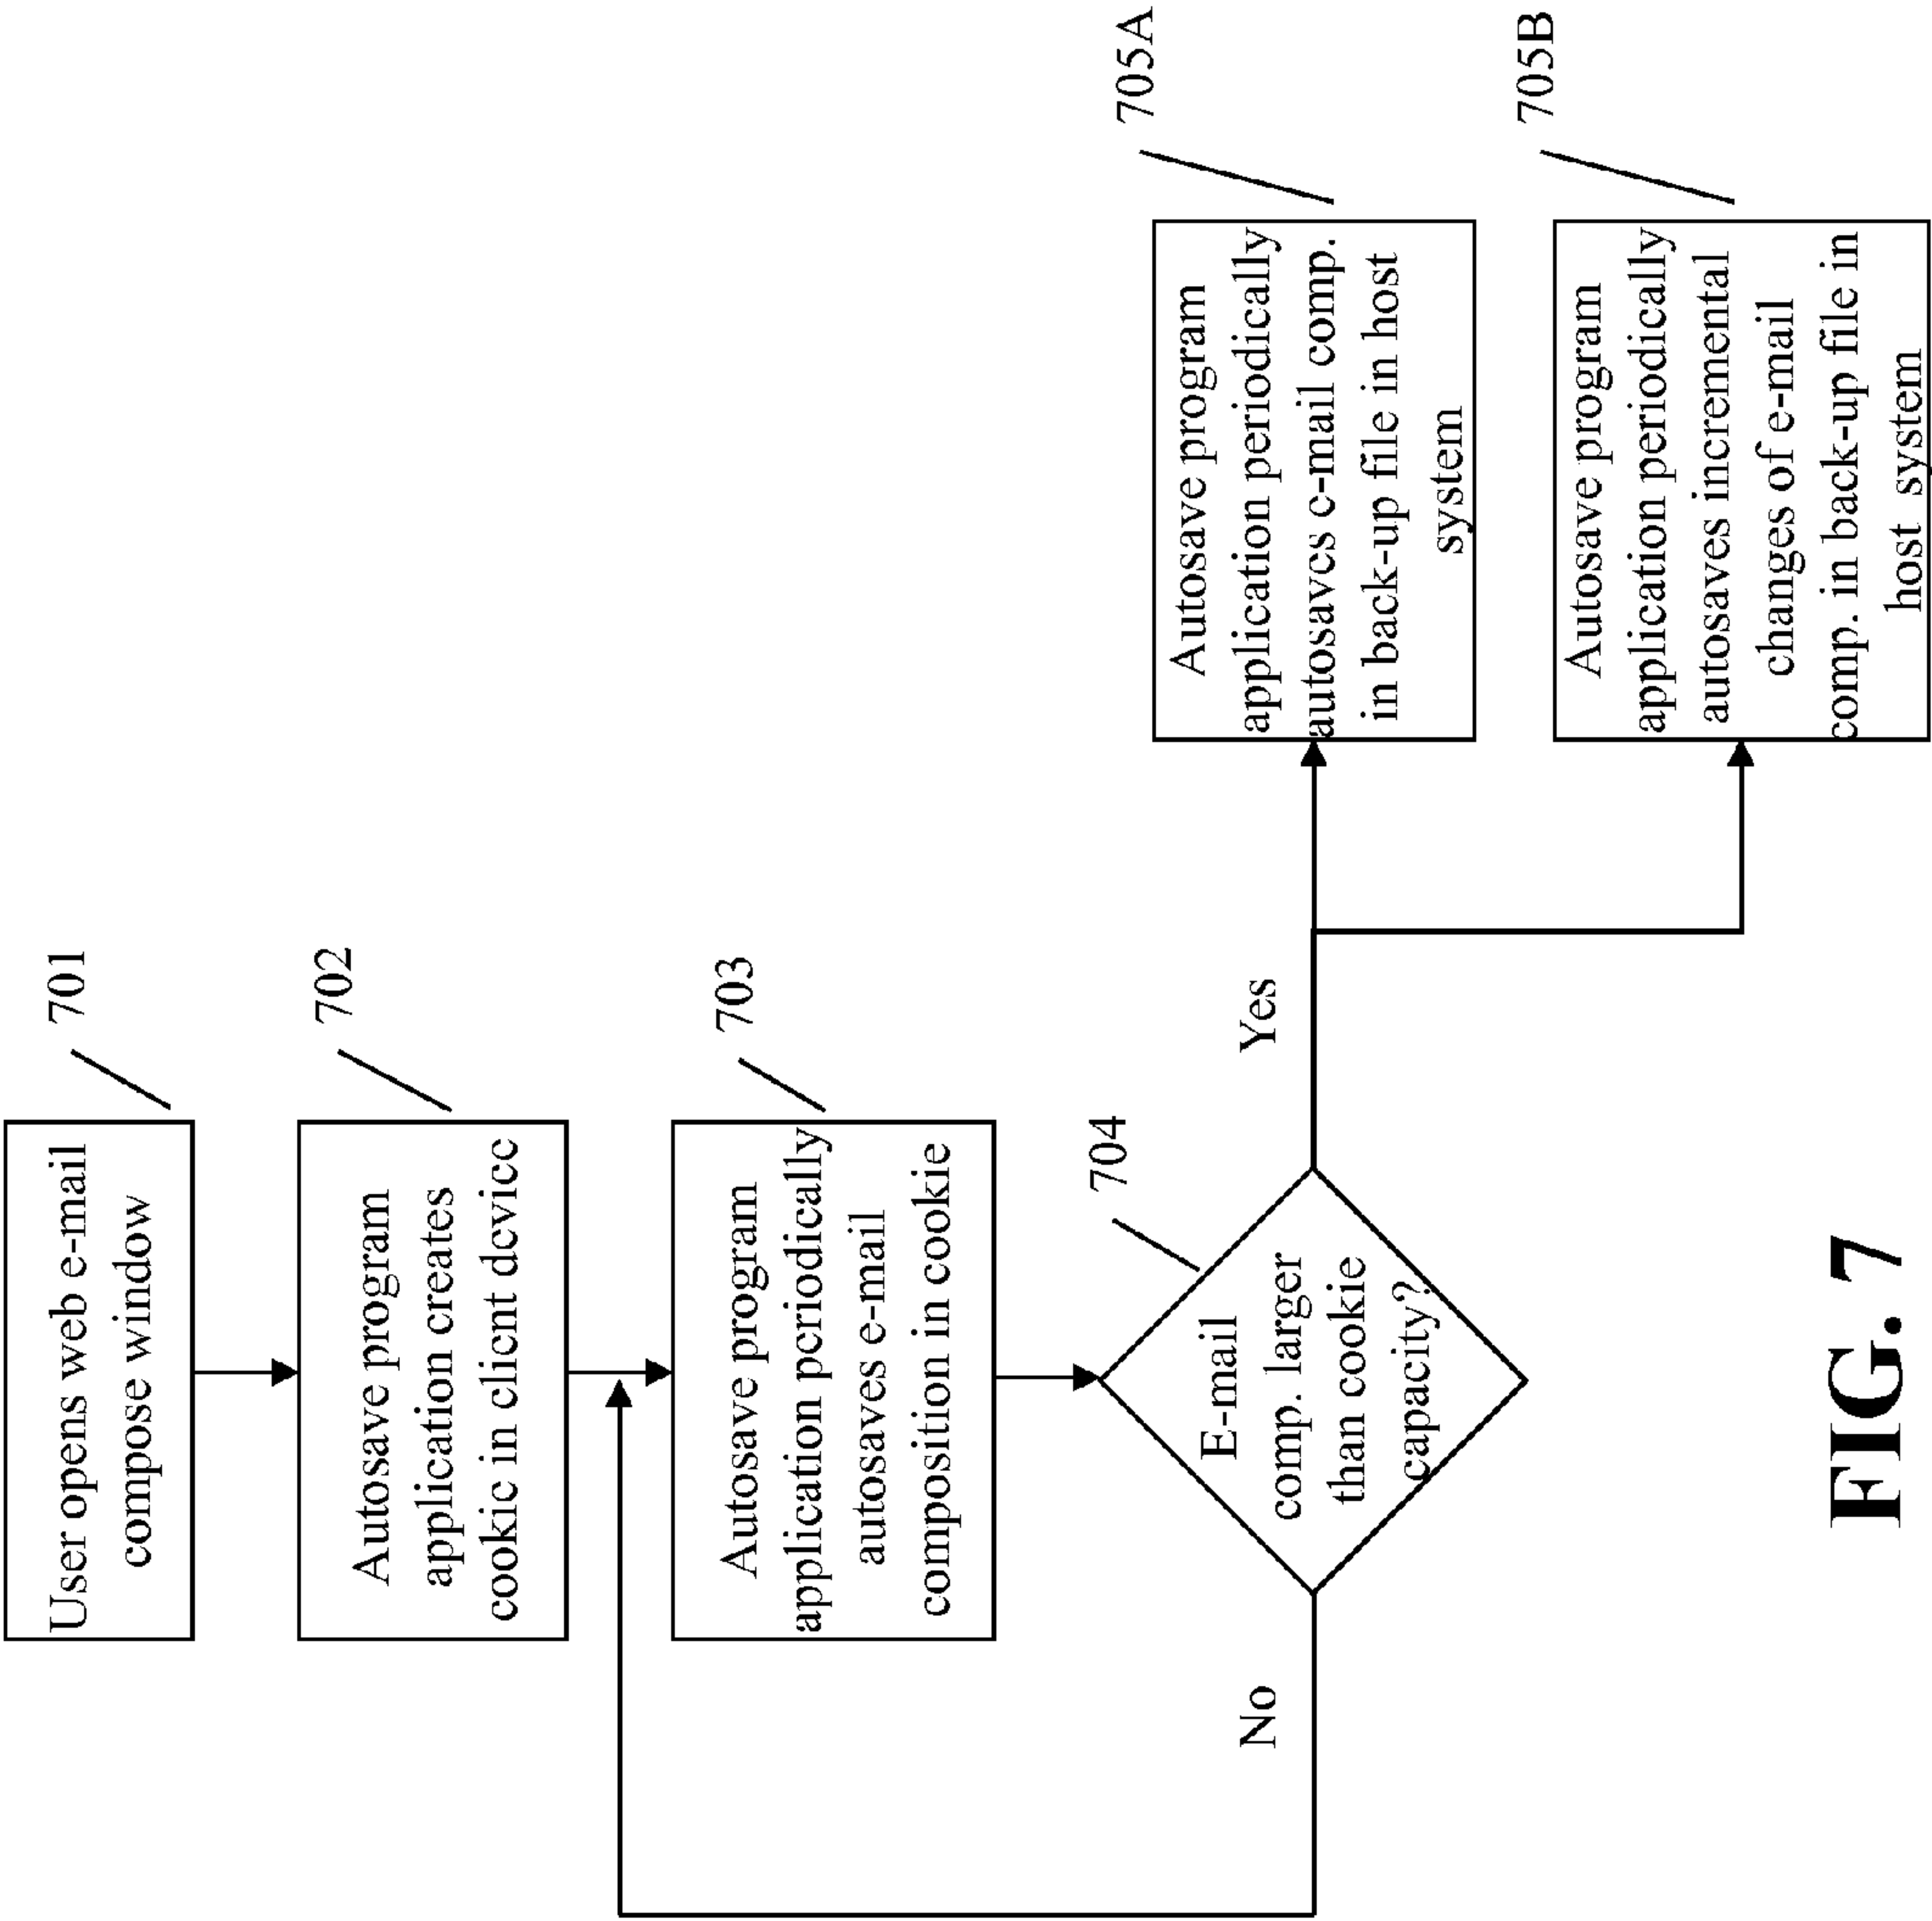 701
User opens web e-mail
compose window
702
Autosave program
application creates
cookie in client device
703
Autosave program
application periodically
autosaves e-mail
composition in cookie
704
E-mail
comp. larger
than cookie
capacity?
No
Yes
705A
Autosave program
application periodically
autosaves e-mail comp.
in back-up file in host
system
705B
Autosave program
application periodically
autosaves incremental
changes of e-mail
comp. in back-up file in
host system
FIG. 7